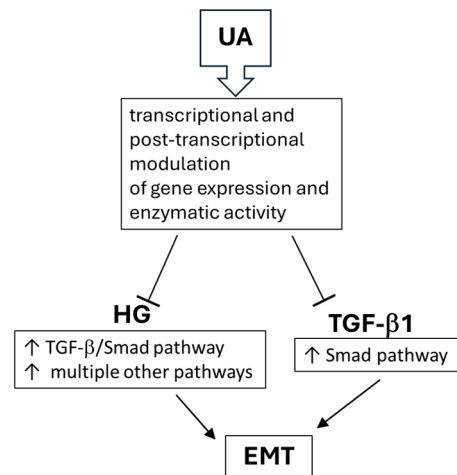 UA
transcriptional and
post-transcriptional
modulation
of gene expression and
enzymatic activity
HG
↑ TGF-β/Smad pathway
↑ multiple other pathways
TGF-β1
↑ Smad pathway
EMT